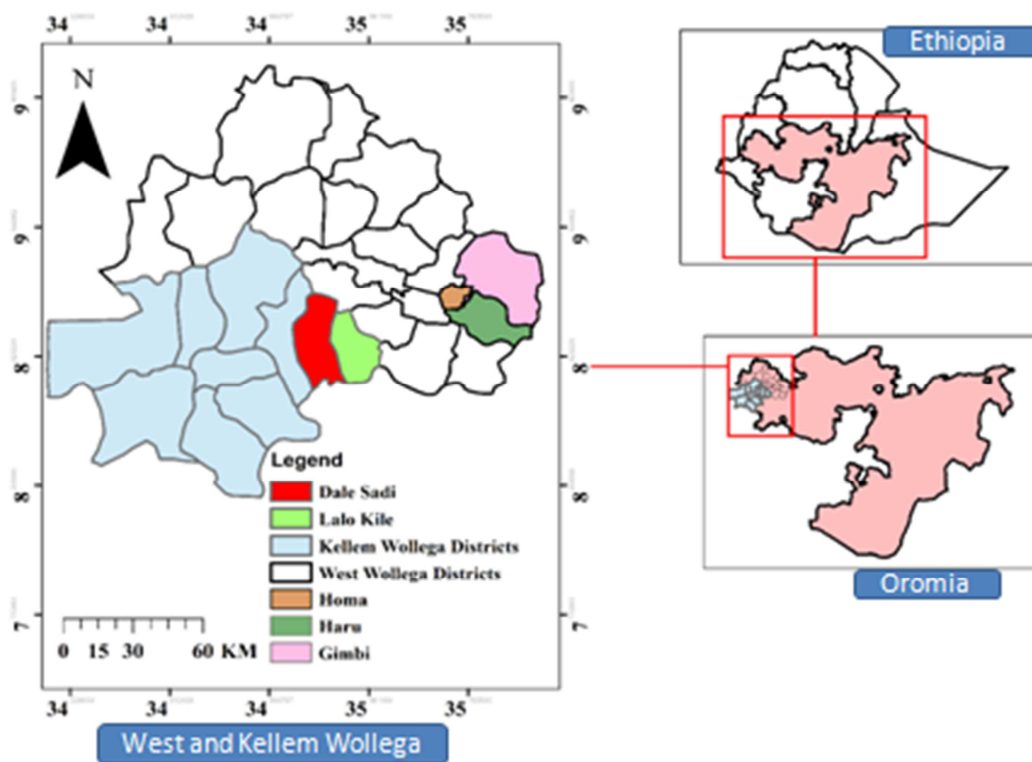 34 34 34 35 35
Ethiopia
N
9
9
8
8
7
9
9
8
8
7
Legend
Dale Sadi
Lalo Kile
Kellem Wollega Districts
West Wollega Districts
Homa
Haru
Gimbi
0 15 30 60 KM
34 34 34 35 35
Oromia
West and Kellem Wollega